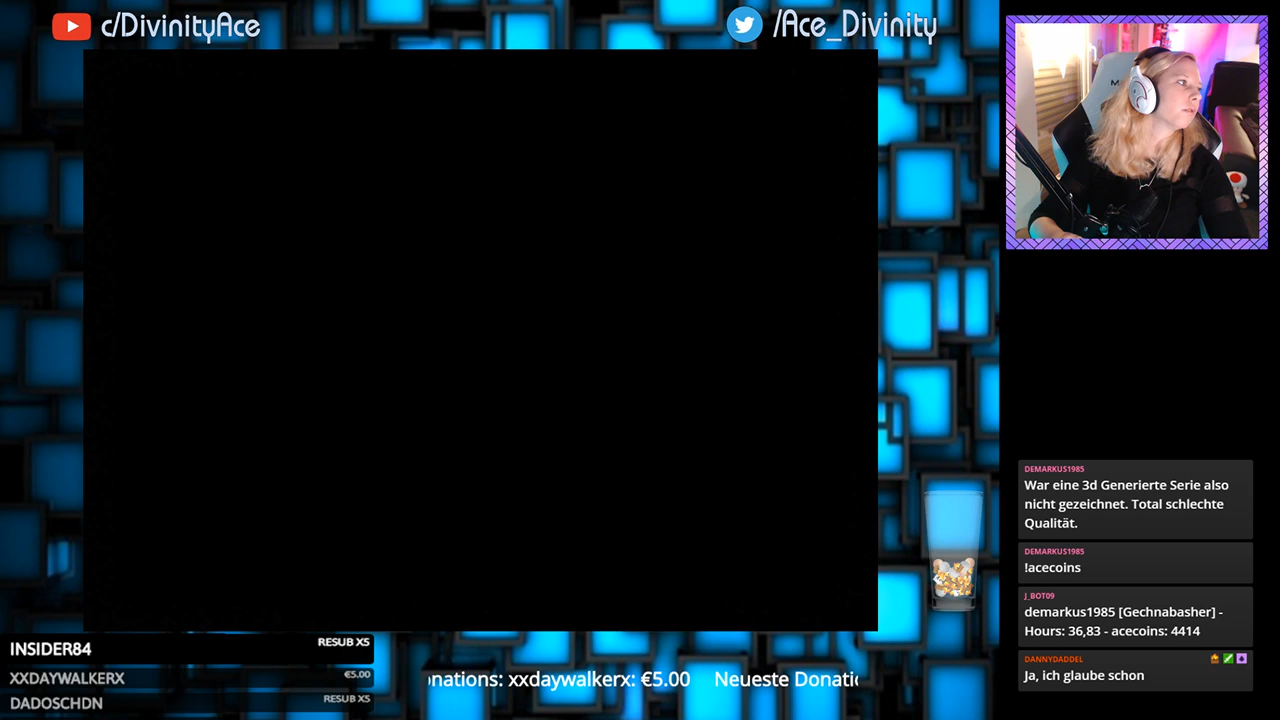 c/DivinityAce
/Ace_Divinity
DEMARKUS1985
War eine 3d Generierte Serie also
nicht gezeichnet. Total schlechte
Qualität.
DEMARKUS1985
!acecoins
J_BOT09
demarkus1985 [Gechnabasher] -
Hours: 36,83 - acecoins: 4414
DANNYDADDEL
Ja, ich glaube schon
INSIDER84 RESUB X5
XXDAYWALKERX €5.00
DADOSCHDN RESUB X5
onations: xxdaywalkerx: €5.00 Neueste Donati